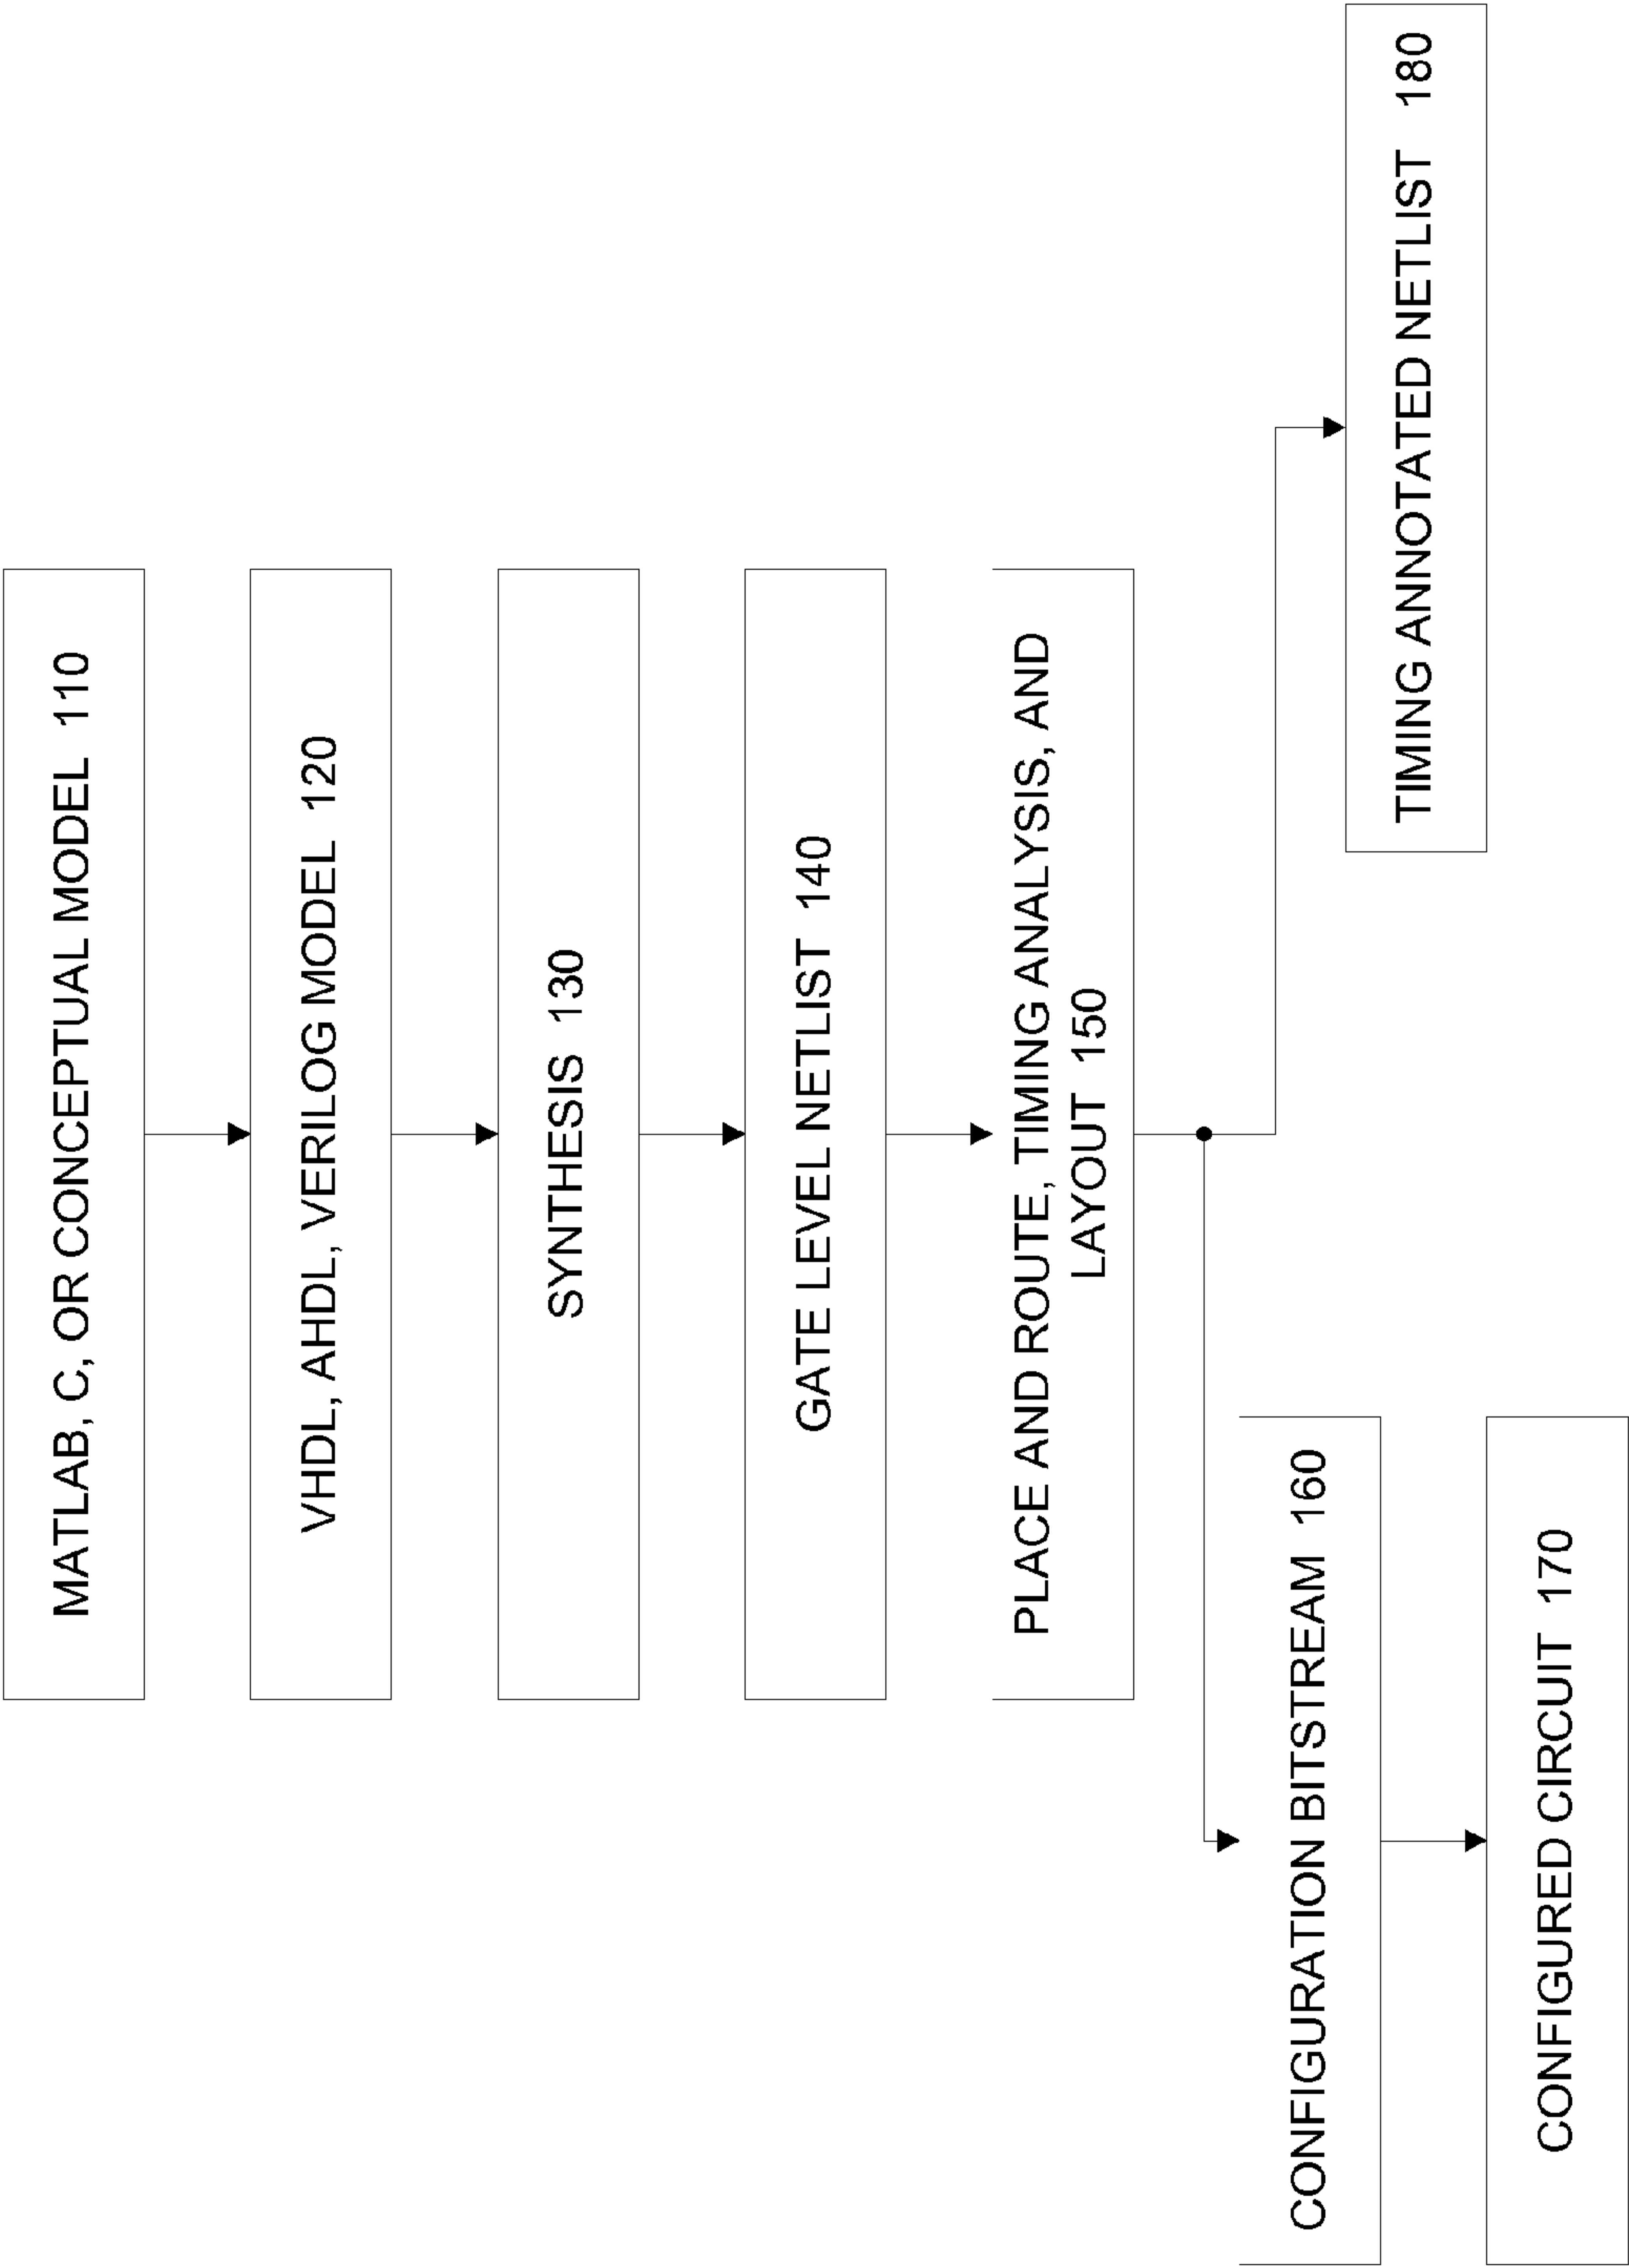 MATLAB, C, OR CONCEPTUAL MODEL 110
VHDL, AHDL, VERILOG MODEL 120
SYNTHESIS 130
GATE LEVEL NETLIST 140
PLACE AND ROUTE, TIMING ANALYSIS, AND
LAYOUT 150
CONFIGURATION BITSTREAM 160
CONFIGURED CIRCUIT 170
TIMING ANNOTATED NETLIST 180